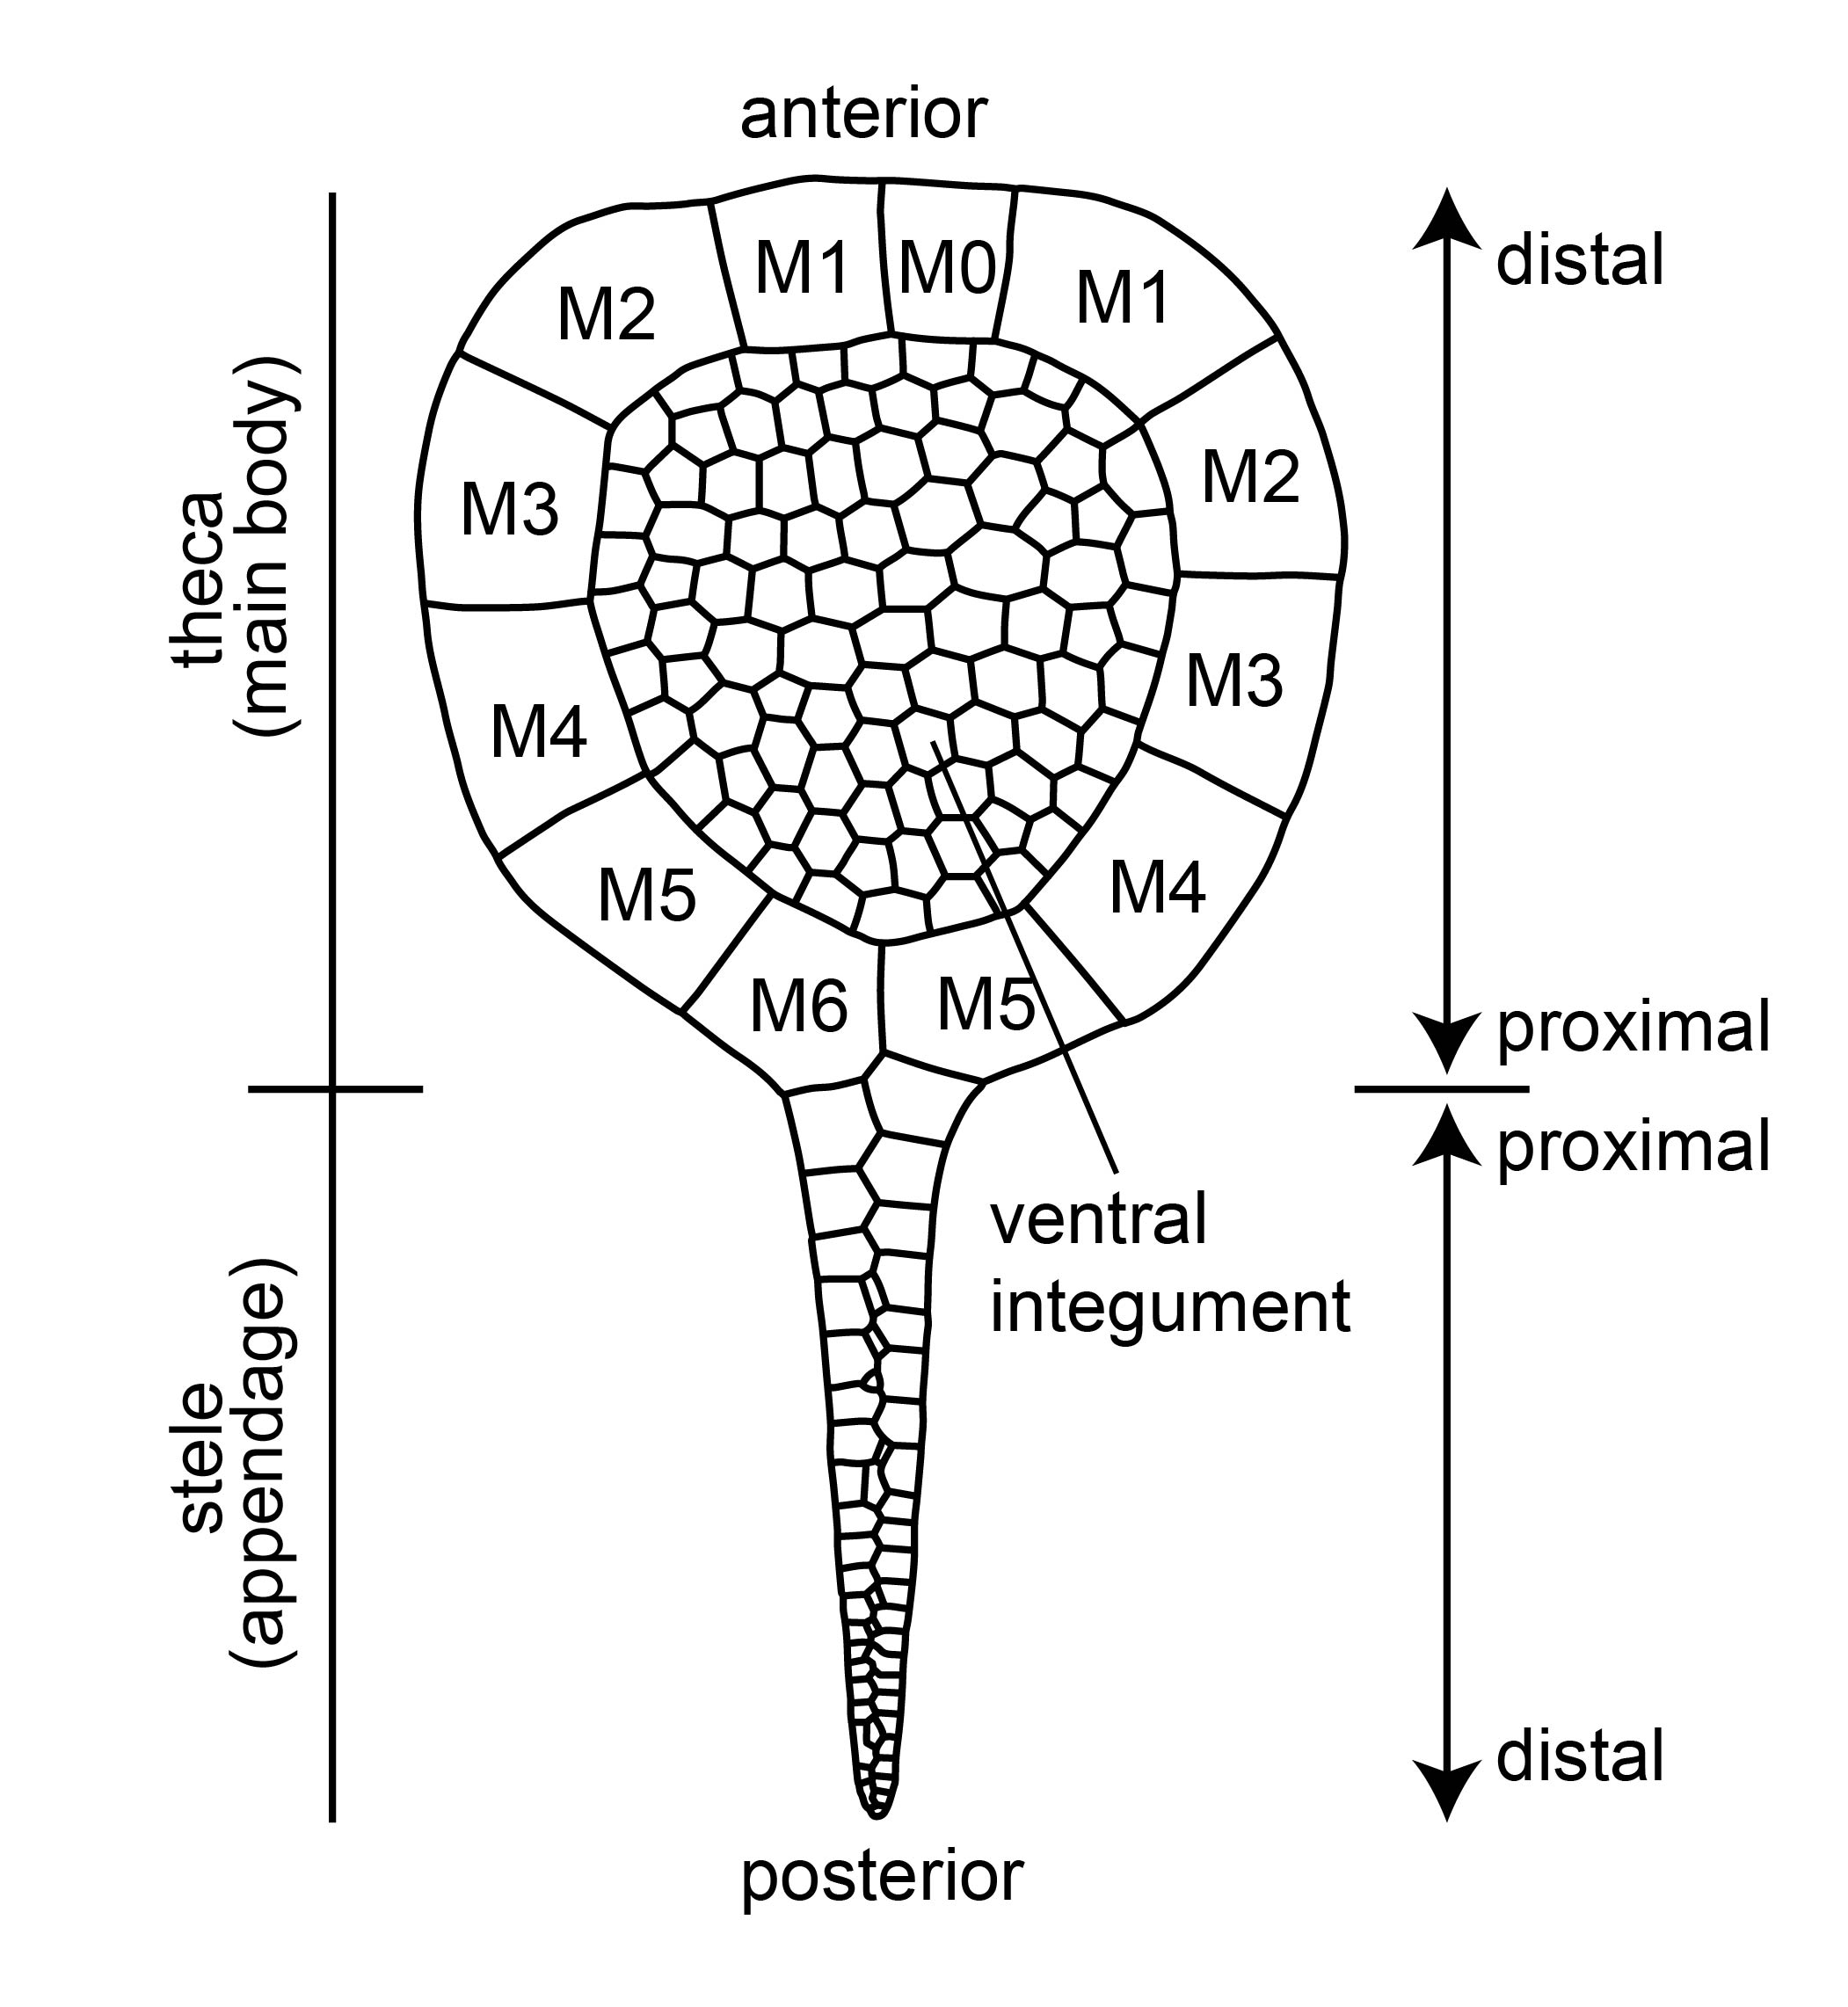 anterior
distal
M1
M0
M1
M2
M2
M3
M3
M4
M4
M5
M5
M6
theca
(main body)
proximal
proximal
ventral
integument
stele
(appendage)
distal
posterior